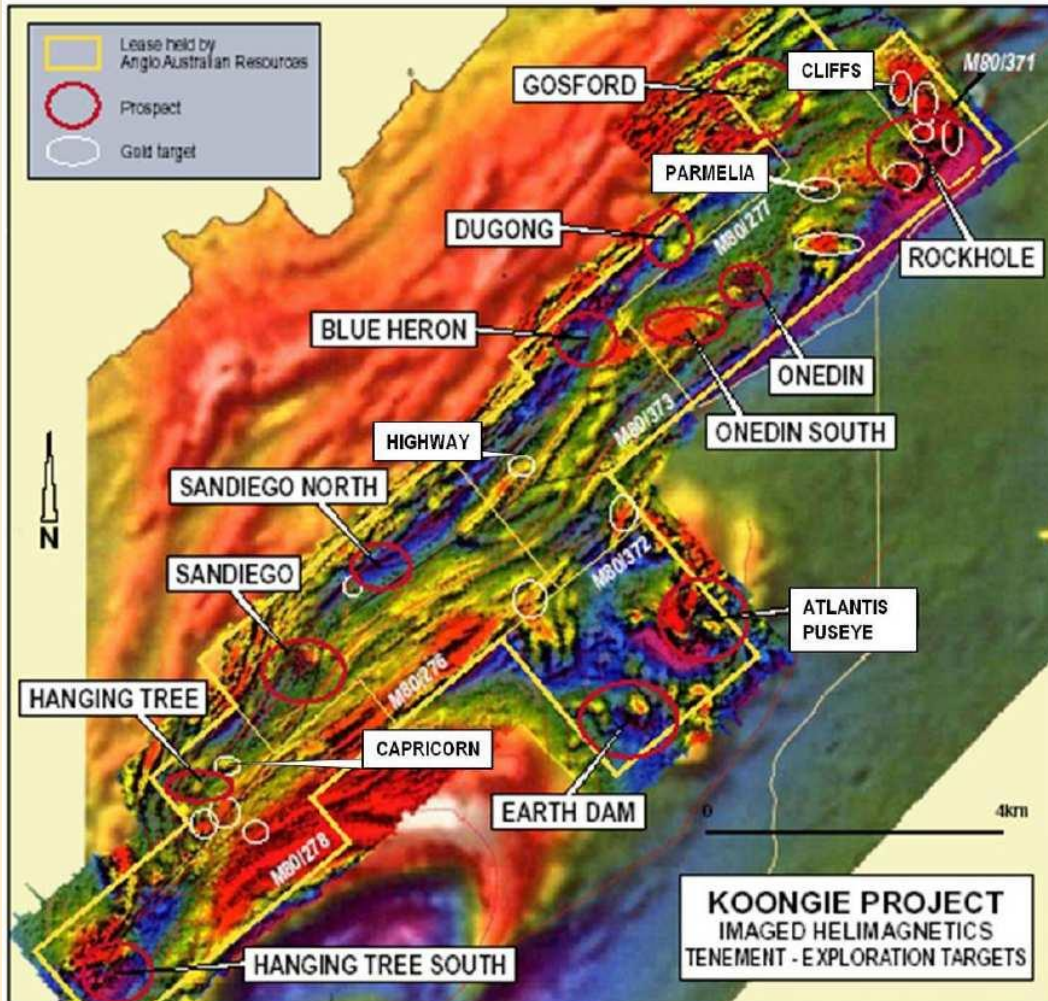 Lease held by
Anglo Australian Resources
Prospect
Gold target
GOSFORD
CLIFFS
M80/371
PARMELIA
DUGONG
M80/277
ROCKHOLE
BLUE HERON
ONEDIN
M80/373
ONEDIN SOUTH
HIGHWAY
SANDIEGO NORTH
N
SANDIEGO
M80/372
ATLANTIS
PUSEYE
HANGING TREE
M80/276
CAPRICORN
EARTH DAM
0
4km
M80/278
KOONGIE PROJECT
IMAGED HELIMAGNETICS
TENEMENT - EXPLORATION TARGETS
HANGING TREE SOUTH